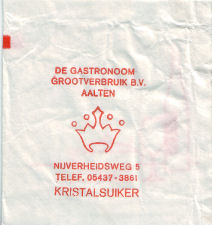 DE GASTRONOOM
GROOTVERBRUIK B.V.
AALTEN
NIJVERHEIDSWEG 5
TELEF. 05437-3861
KRISTALSUIKER